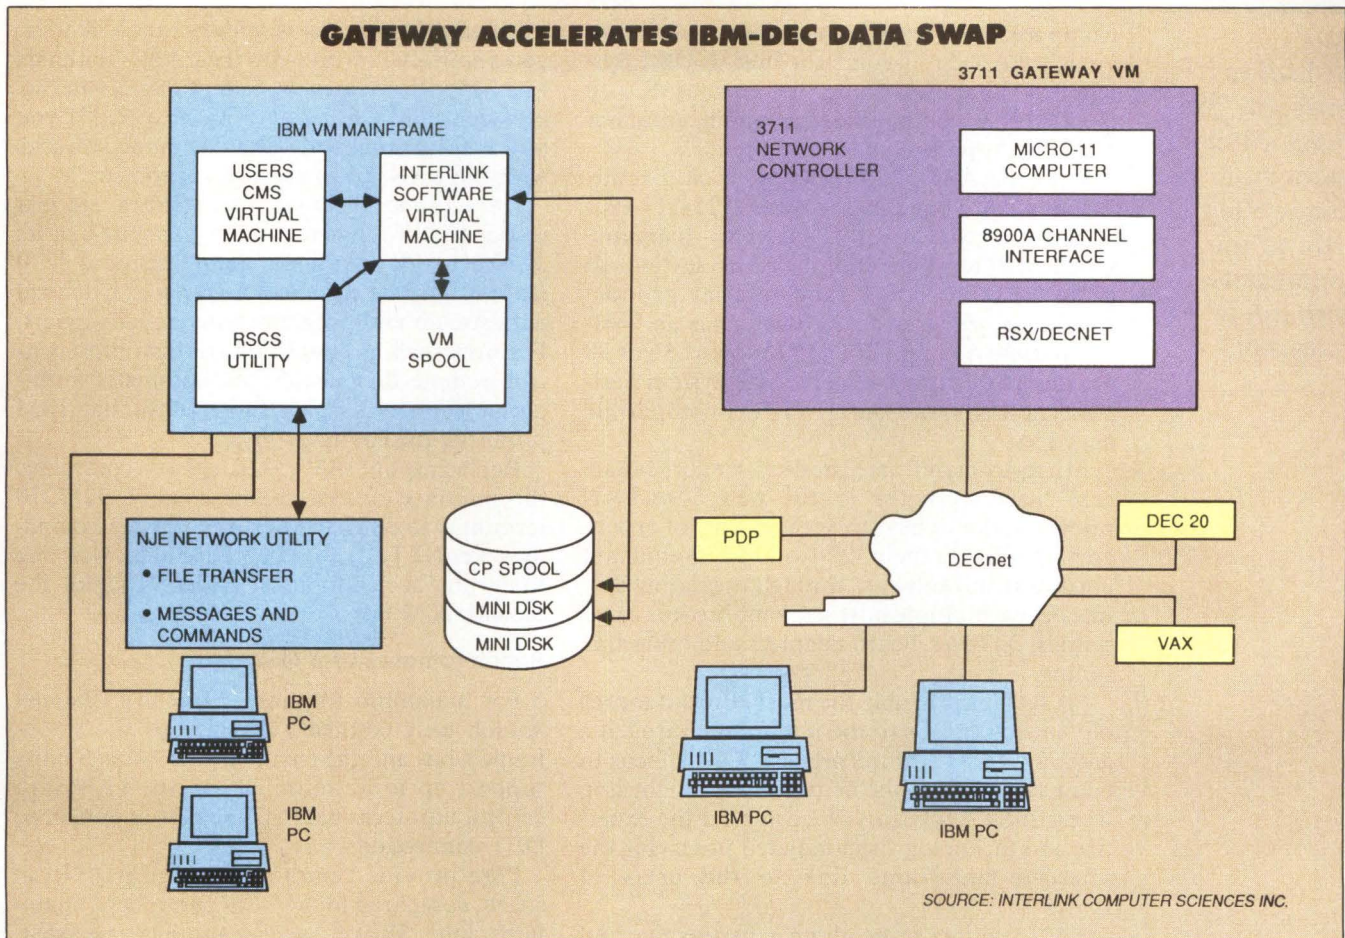 GATEWAY ACCELERATES IBM-DEC DATA SWAP
IBM VM MAINFRAME
USERS
CMS
VIRTUAL
MACHINE
INTERLINK
SOFTWARE
VIRTUAL
MACHINE
RSCS
UTILITY
VM
SPOOL
NJE NETWORK UTILITY
• FILE TRANSFER
• MESSAGES AND
COMMANDS
CP SPOOL
MINI DISK
MINI DISK
IBM
PC
IBM
PC
3711 GATEWAY VM
3711
NETWORK
CONTROLLER
MICRO-11
COMPUTER
8900A CHANNEL
INTERFACE
RSX/DECNET
PDP
DECnet
DEC 20
VAX
IBM PC
IBM PC
SOURCE: INTERLINK COMPUTER SCIENCES INC.